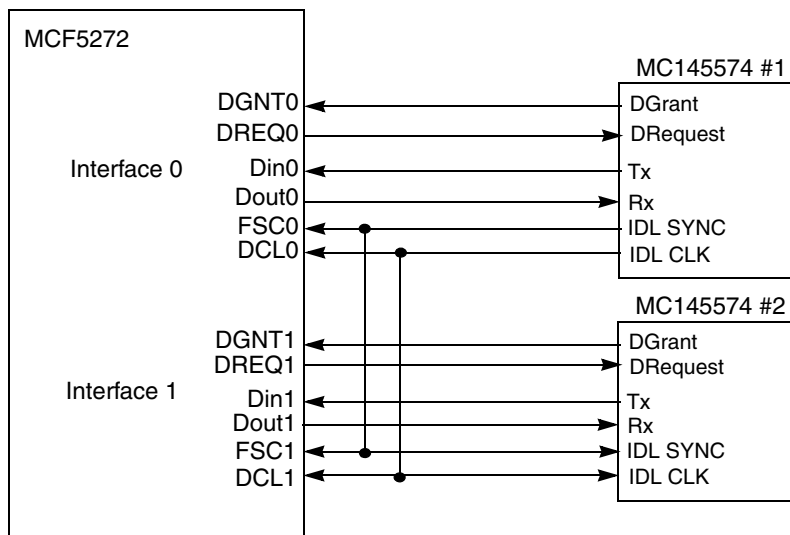 MCF5272
MC145574 #1
DGNT0
DGrant
DREQ0
DRequest
Interface 0
Din0
Tx
Dout0
Rx
FSC0
IDL SYNC
DCL0
IDL CLK
MC145574 #2
DGNT1
DGrant
DREQ1
DRequest
Interface 1
Din1
Tx
Dout1
Rx
FSC1
IDL SYNC
DCL1
IDL CLK